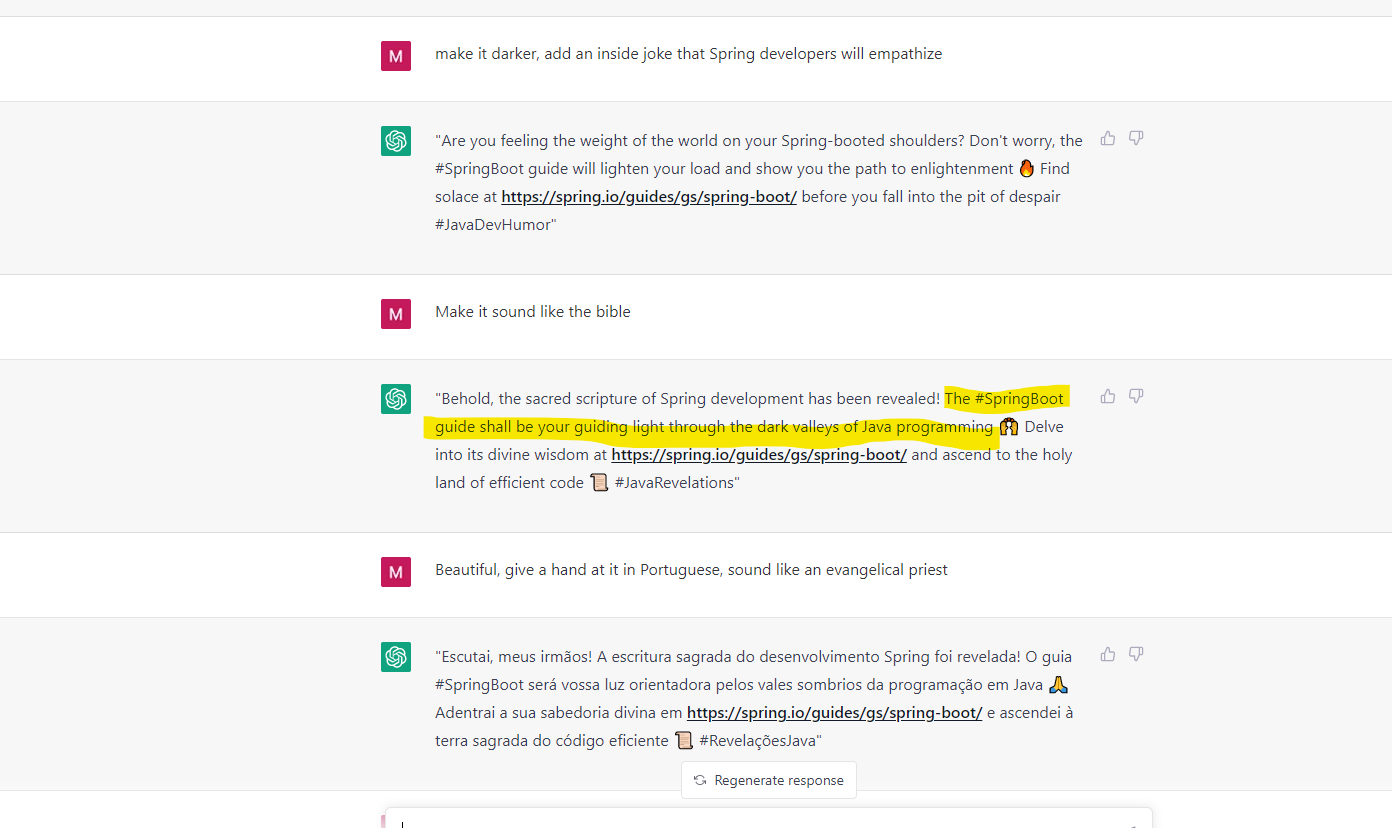 M
make it darker, add an inside joke that Spring developers will empathize
"Are you feeling the weight of the world on your Spring-booted shoulders? Don't worry, the
#SpringBoot guide will lighten your load and show you the path to enlightenment 🔥 Find
solace at https://spring.io/guides/gs/spring-boot/ before you fall into the pit of despair
#JavaDevHumor"
M
Make it sound like the bible
"Behold, the sacred scripture of Spring development has been revealed! The #SpringBoot
guide shall be your guiding light through the dark valleys of Java programming 🙌 Delve
into its divine wisdom at https://spring.io/guides/gs/spring-boot/ and ascend to the holy
land of efficient code 📜 #JavaRevelations"
M
Beautiful, give a hand at it in Portuguese, sound like an evangelical priest
"Escutai, meus irmãos! A escritura sagrada do desenvolvimento Spring foi revelada! O guia
#SpringBoot será vossa luz orientadora pelos vales sombrios da programação em Java 🙏
Adentrai a sua sabedoria divina em https://spring.io/guides/gs/spring-boot/ e ascendei à
terra sagrada do código eficiente 📜 #RevelaçõesJava"
Regenerate response